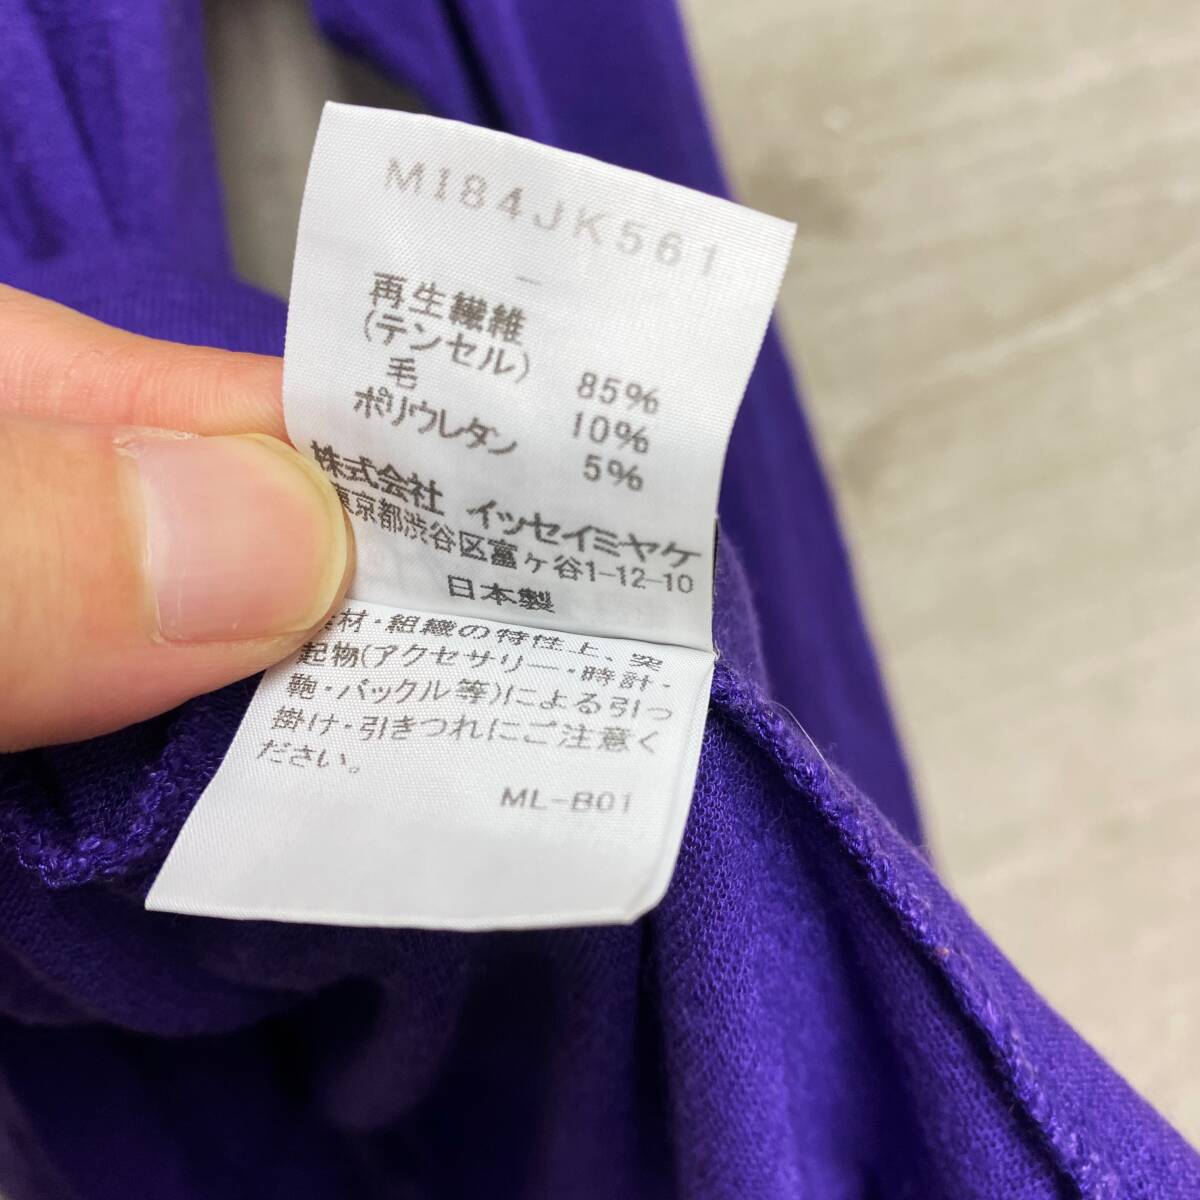 MI84JK561
—
再生繊維
(テンセル) 85%
毛 10%
ポリウレタン 5%
株式会社 イッセイミヤケ
東京都渋谷区富ヶ谷1-12-10
日本製
材・組織の特性上、突
起物(アクセサリー・時計・
鞄・バックル等)による引っ
掛け・引きつれにご注意く
ださい。
ML-B01